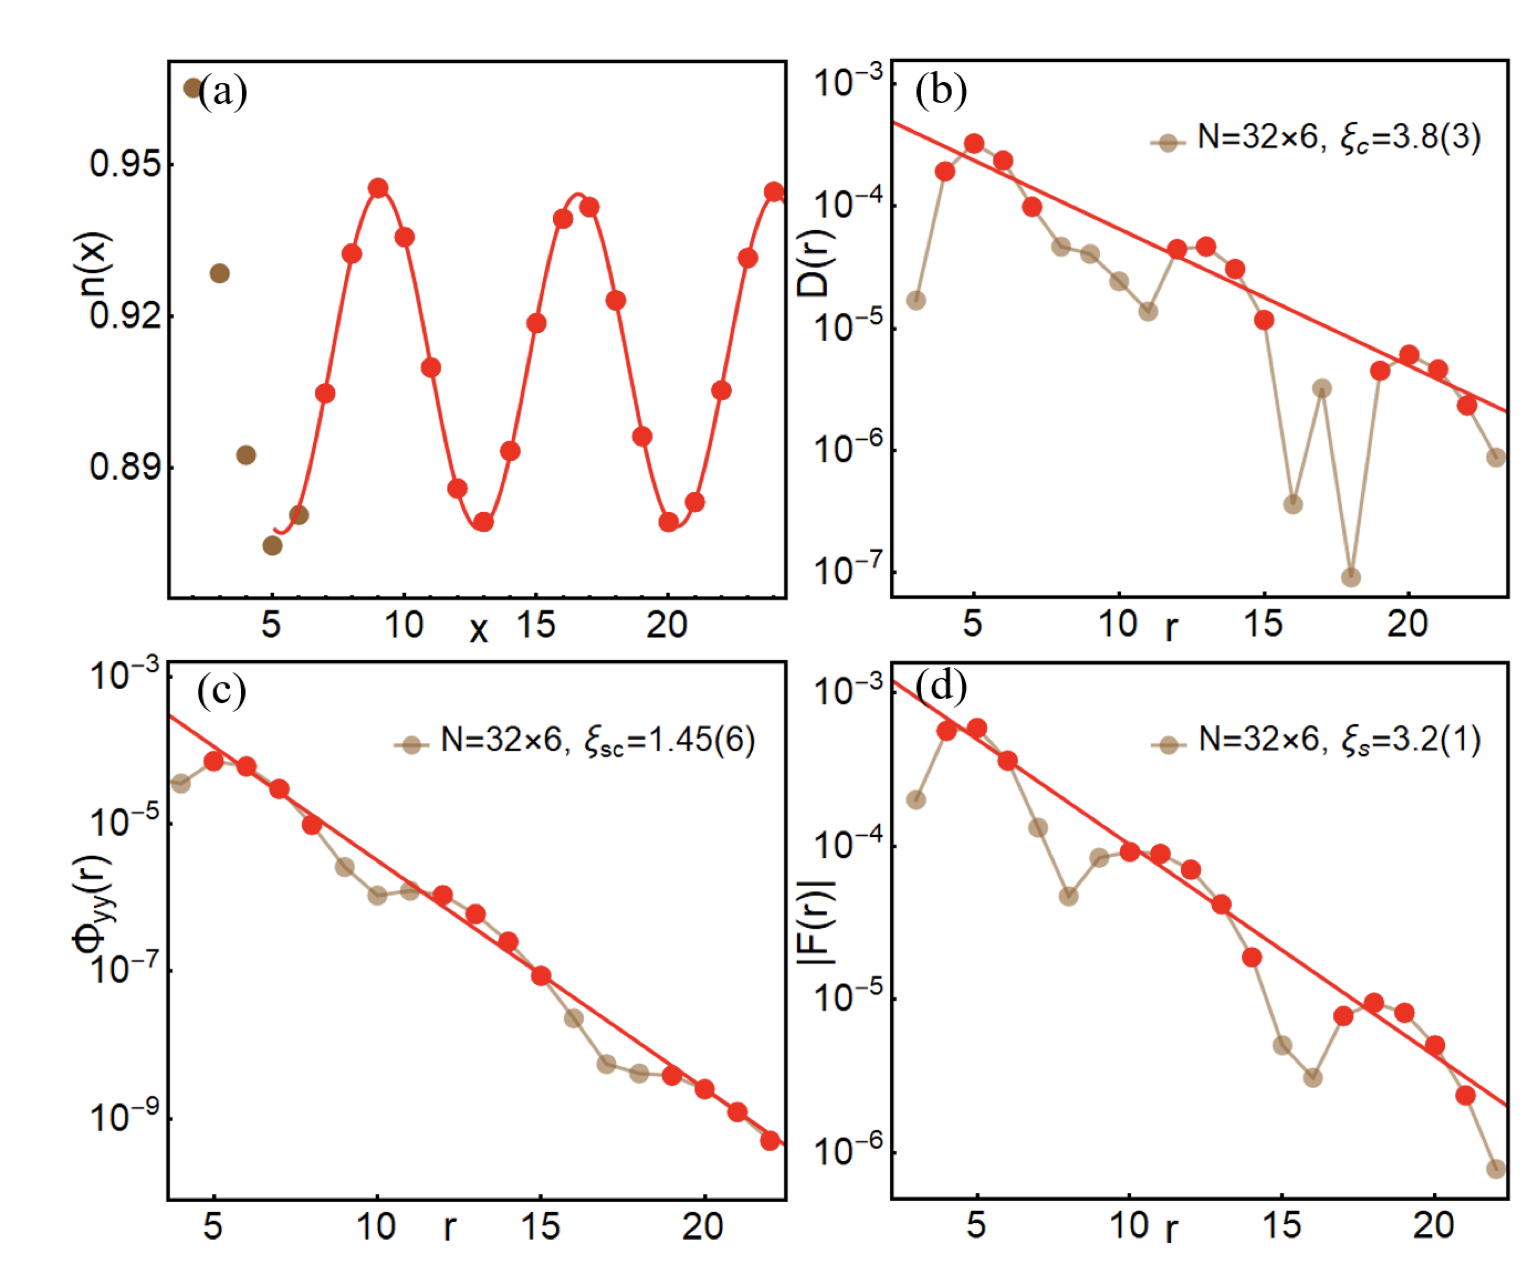 (a)
0.95
0.92
0.89
n(x)
5 10 x 15 20
(b)
N=32×6, ξc=3.8(3)
10⁻³
10⁻⁴
10⁻⁵
10⁻⁶
10⁻⁷
D(r)
5 10 r 15 20
(c)
N=32×6, ξsc=1.45(6)
10⁻³
10⁻⁵
10⁻⁷
10⁻⁹
Φyy(r)
5 10 r 15 20
(d)
N=32×6, ξs=3.2(1)
10⁻³
10⁻⁴
10⁻⁵
10⁻⁶
|F(r)|
5 10 r 15 20